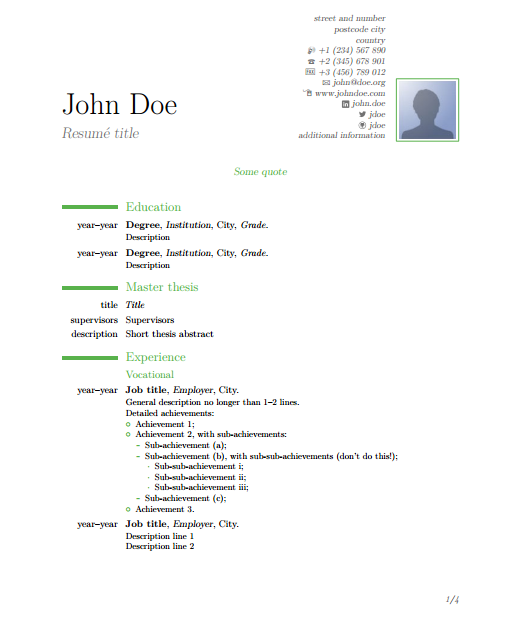 street and number
postcode city
country
+1 (234) 567 890
+2 (345) 678 901
FAX +3 (456) 789 012
john@doe.org
www.johndoe.com
in john.doe
jdoe
jdoe
additional information
John Doe
Resumé title
Some quote
Education
year–year Degree, Institution, City, Grade.
Description
year–year Degree, Institution, City, Grade.
Description
Master thesis
title Title
supervisors Supervisors
description Short thesis abstract
Experience
Vocational
year–year Job title, Employer, City.
General description no longer than 1–2 lines.
Detailed achievements:
Achievement 1;
Achievement 2, with sub-achievements:
- Sub-achievement (a);
- Sub-achievement (b), with sub-sub-achievements (don't do this!);
· Sub-sub-achievement i;
· Sub-sub-achievement ii;
· Sub-sub-achievement iii;
- Sub-achievement (c);
Achievement 3.
year–year Job title, Employer, City.
Description line 1
Description line 2
1/4